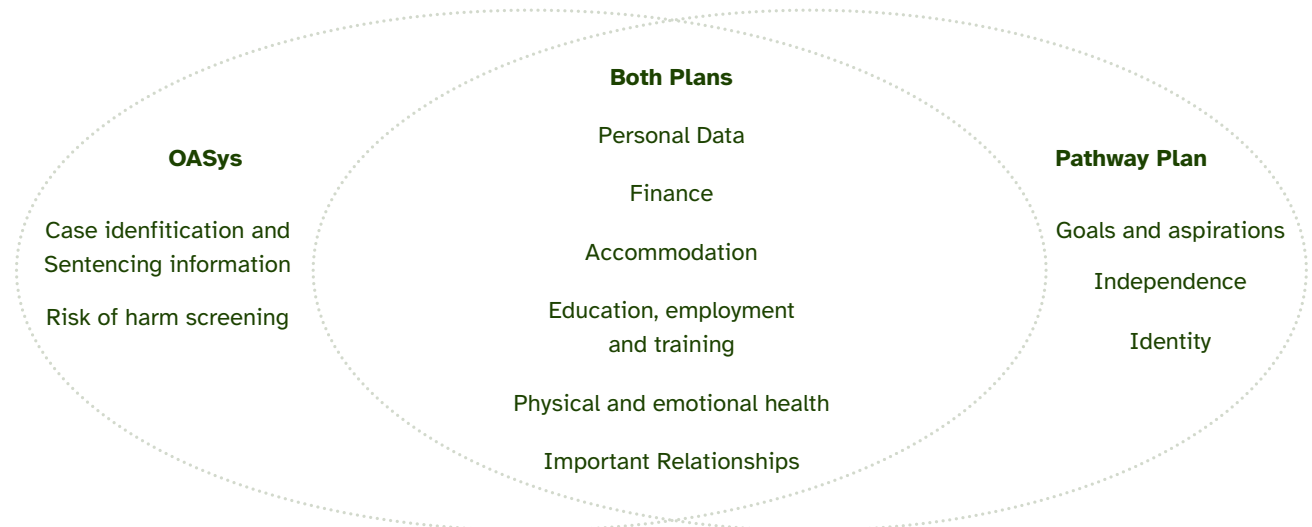 OASys
Case idenfitication and
Sentencing information
Risk of harm screening
Both Plans
Personal Data
Finance
Accommodation
Education, employment
and training
Physical and emotional health
Important Relationships
Pathway Plan
Goals and aspirations
Independence
Identity